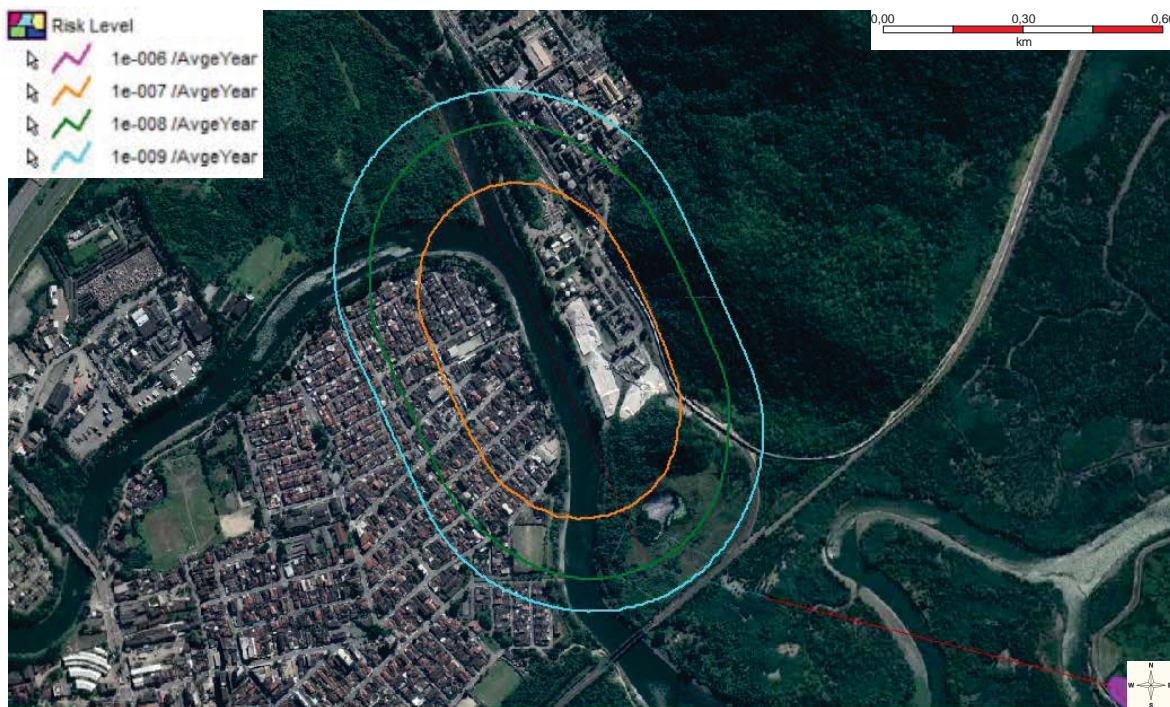 Risk Level
1e-006 /AvgeYear
1e-007 /AvgeYear
1e-008 /AvgeYear
1e-009 /AvgeYear
0,00 0,30 0,60
km
N
W E
S